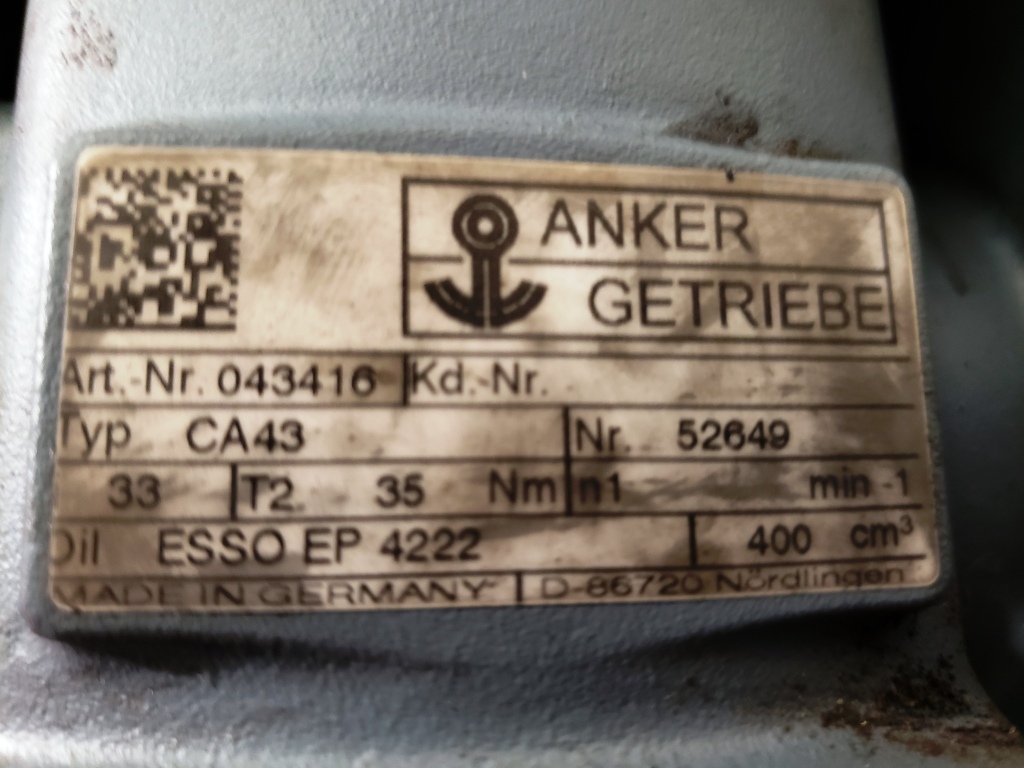 ANKER
GETRIEBE
Art.-Nr. 043416 Kd.-Nr.
Typ CA43 Nr. 52649
33 T2 35 Nm n1 min -1
Oil ESSO EP 4222 400 cm³
MADE IN GERMANY D-86720 Nördlingen